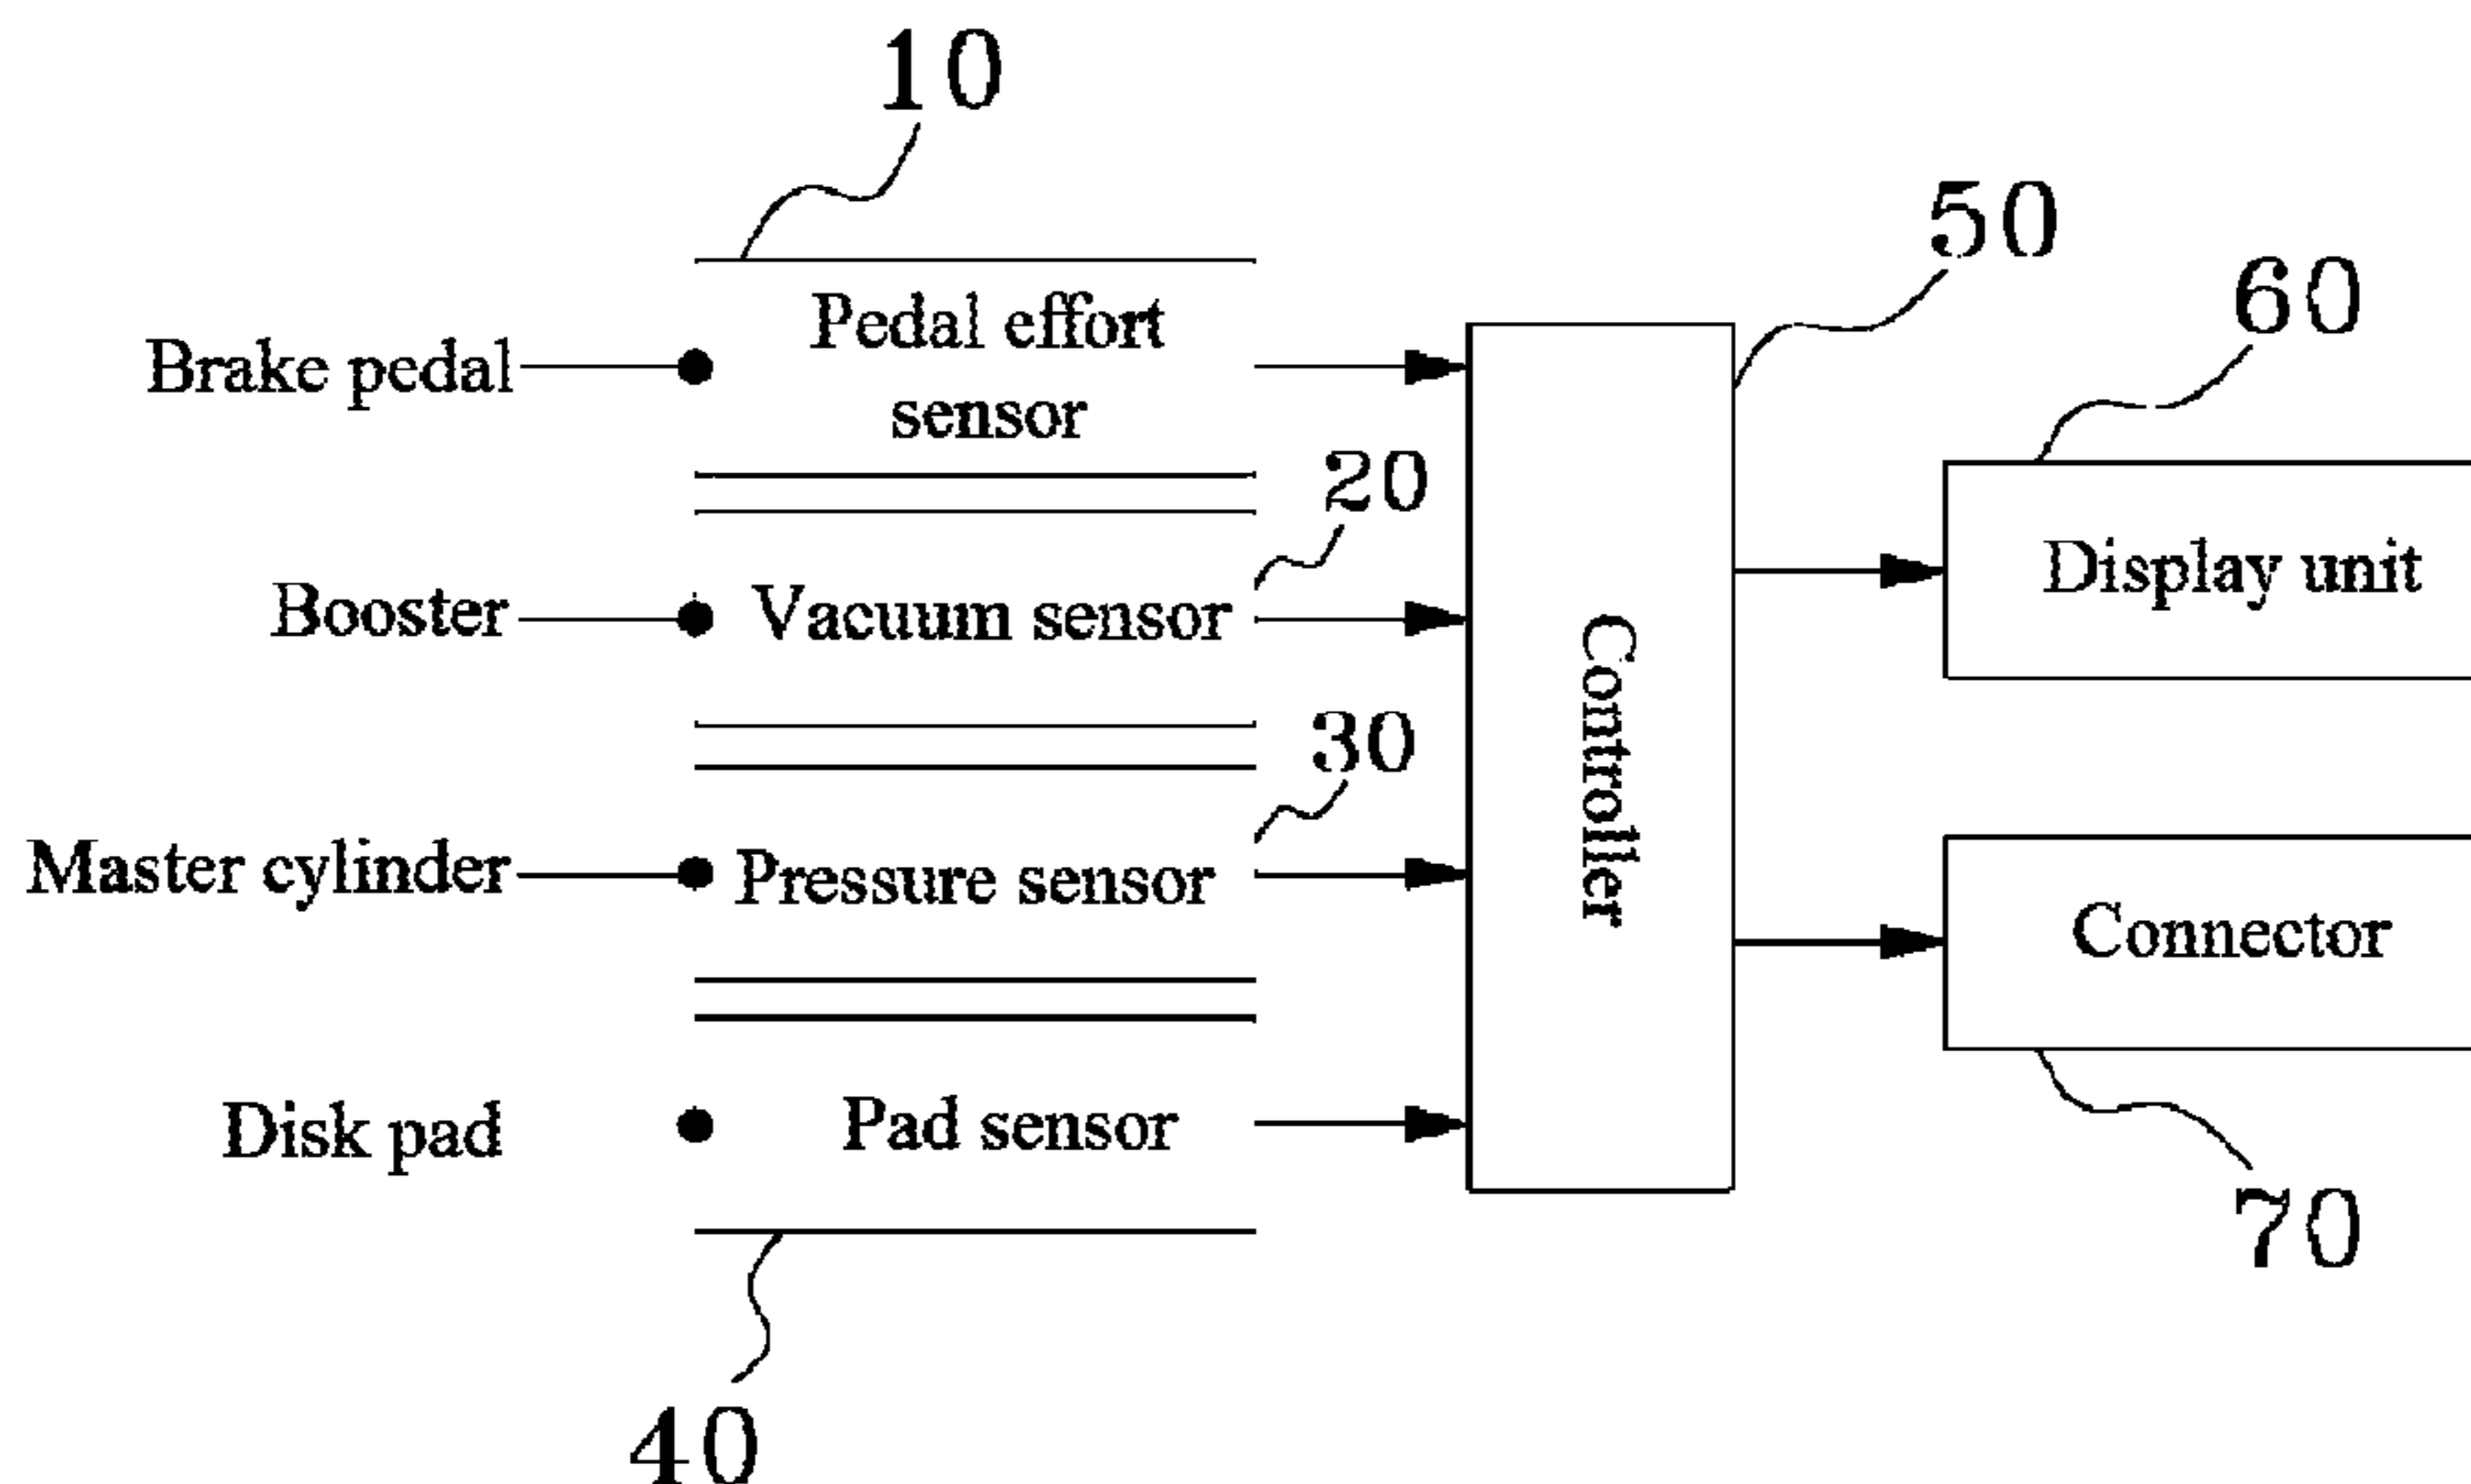 10
50
60
Brake pedal
Pedal effort
sensor
20
Booster
Vacuum sensor
Display unit
30
Controller
Master cylinder
Pressure sensor
Connector
Disk pad
Pad sensor
70
40